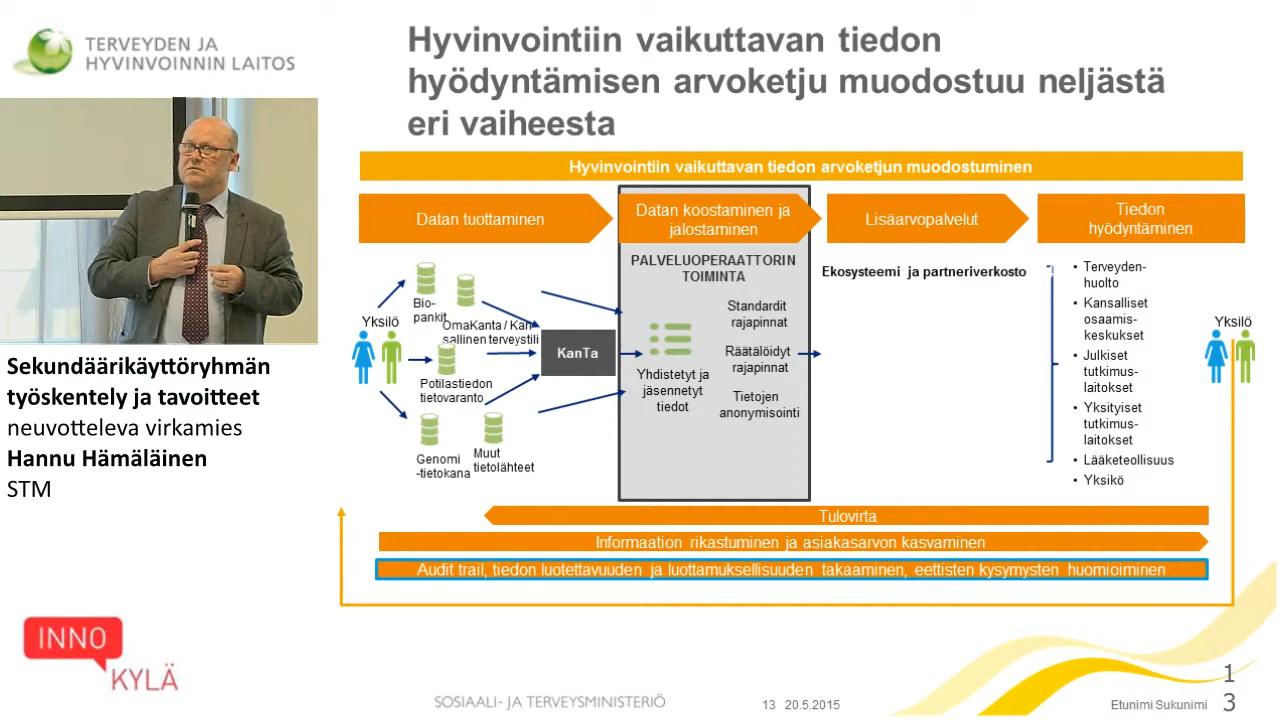 TERVEYDEN JA
HYVINVOINNIN LAITOS
Hyvinvointiin vaikuttavan tiedon
hyödyntämisen arvoketju muodostuu neljästä
eri vaiheesta
Sekundäärikäyttöryhmän
työskentely ja tavoitteet
neuvotteleva virkamies
Hannu Hämäläinen
STM
Hyvinvointiin vaikuttavan tiedon arvoketjun muodostuminen
Datan tuottaminen
Datan koostaminen ja
jalostaminen
Lisäarvopalvelut
Tiedon
hyödyntäminen
Yksilö
Bio-
pankit
OmaKanta / Kan-
sallinen terveystili
Potilastiedon
tietovaranto
Genomi
-tietokana
Muut
tietolähteet
KanTa
PALVELUOPERAATTORIN
TOIMINTA
Yhdistetyt ja
jäsennetyt
tiedot
Standardit
rajapinnat
Räätälöidyt
rajapinnat
Tietojen
anonymisointi
Ekosysteemi ja partneriverkosto
• Terveyden-
huolto
• Kansalliset
osaamis-
keskukset
• Julkiset
tutkimus-
laitokset
• Yksityiset
tutkimus-
laitokset
• Lääketeollisuus
• Yksikö
Yksilö
Tulovirta
Informaation rikastuminen ja asiakasarvon kasvaminen
Audit trail, tiedon luotettavuuden ja luottamuksellisuuden takaaminen, eettisten kysymysten huomioiminen
INNO
KYLÄ
SOSIAALI- JA TERVEYSMINISTERIÖ
13 20.5.2015
Etunimi Sukunimi
1
3